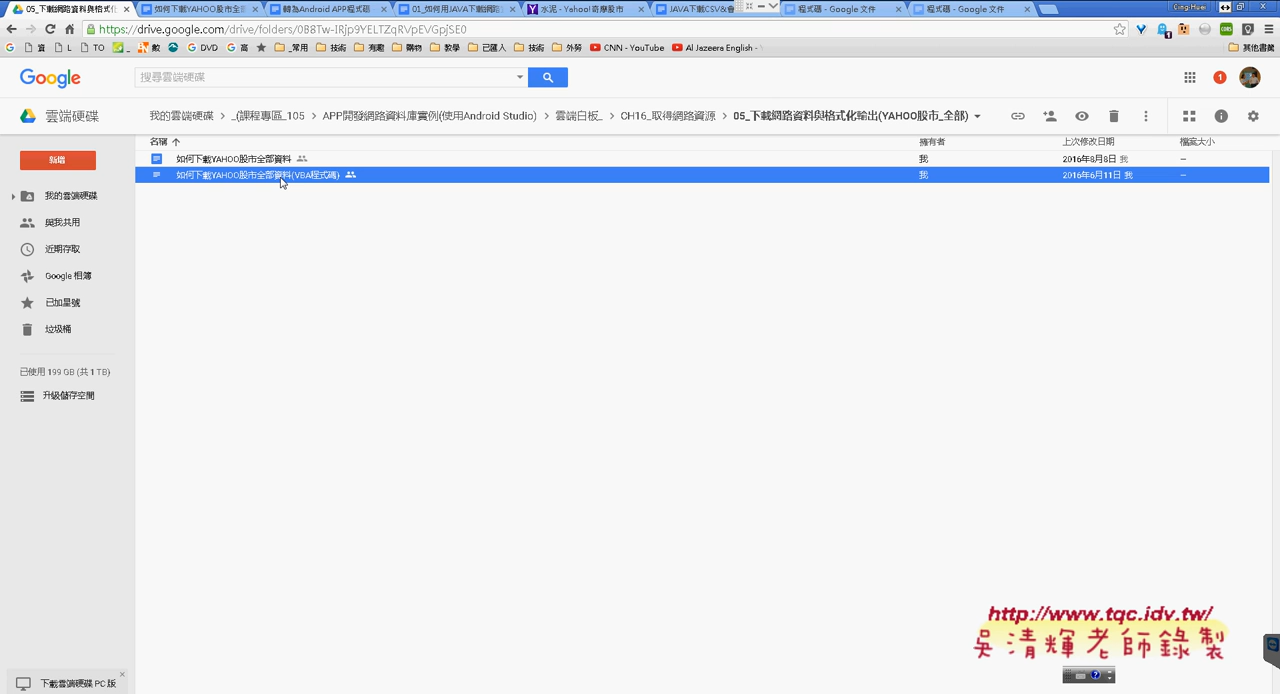 05_下載網路資料與格式化
如何下載YAHOO股市全部
轉為Android APP程式碼
01_如何用JAVA下載網路
水泥 - Yahoo!奇摩股市
JAVA下載CSV&會
程式碼 - Google 文件
程式碼 - Google 文件
Ching Huei
https://drive.google.com/drive/folders/0B8Tw-IRjp9YELTZqRVpEVGpjSE0
L
TO
DVD
高
_常用
技術
有趣
購物
教學
已匯入
技術
外勞
CNN - YouTube
Al Jazeera English -
其他書籤
Google
搜尋雲端硬碟
1
雲端硬碟
我的雲端硬碟 > _(課程專區_105 > APP開發網路資料庫實例(使用Android Studio) > 雲端白板_ > CH16_取得網路資源 > 05_下載網路資料與格式化輸出(YAHOO股市_全部)
新增
名稱 擁有者 上次修改日期 檔案大小
如何下載YAHOO股市全部資料 我 2016年8月8日 我 –
如何下載YAHOO股市全部資料(VBA程式碼) 我 2016年6月11日 我 –
我的雲端硬碟
與我共用
近期存取
Google 相簿
已加星號
垃圾桶
已使用 199 GB (共 1 TB)
升級儲存空間
下載雲端硬碟 PC 版
http://www.tqc.idv.tw/
吳清輝老師錄製